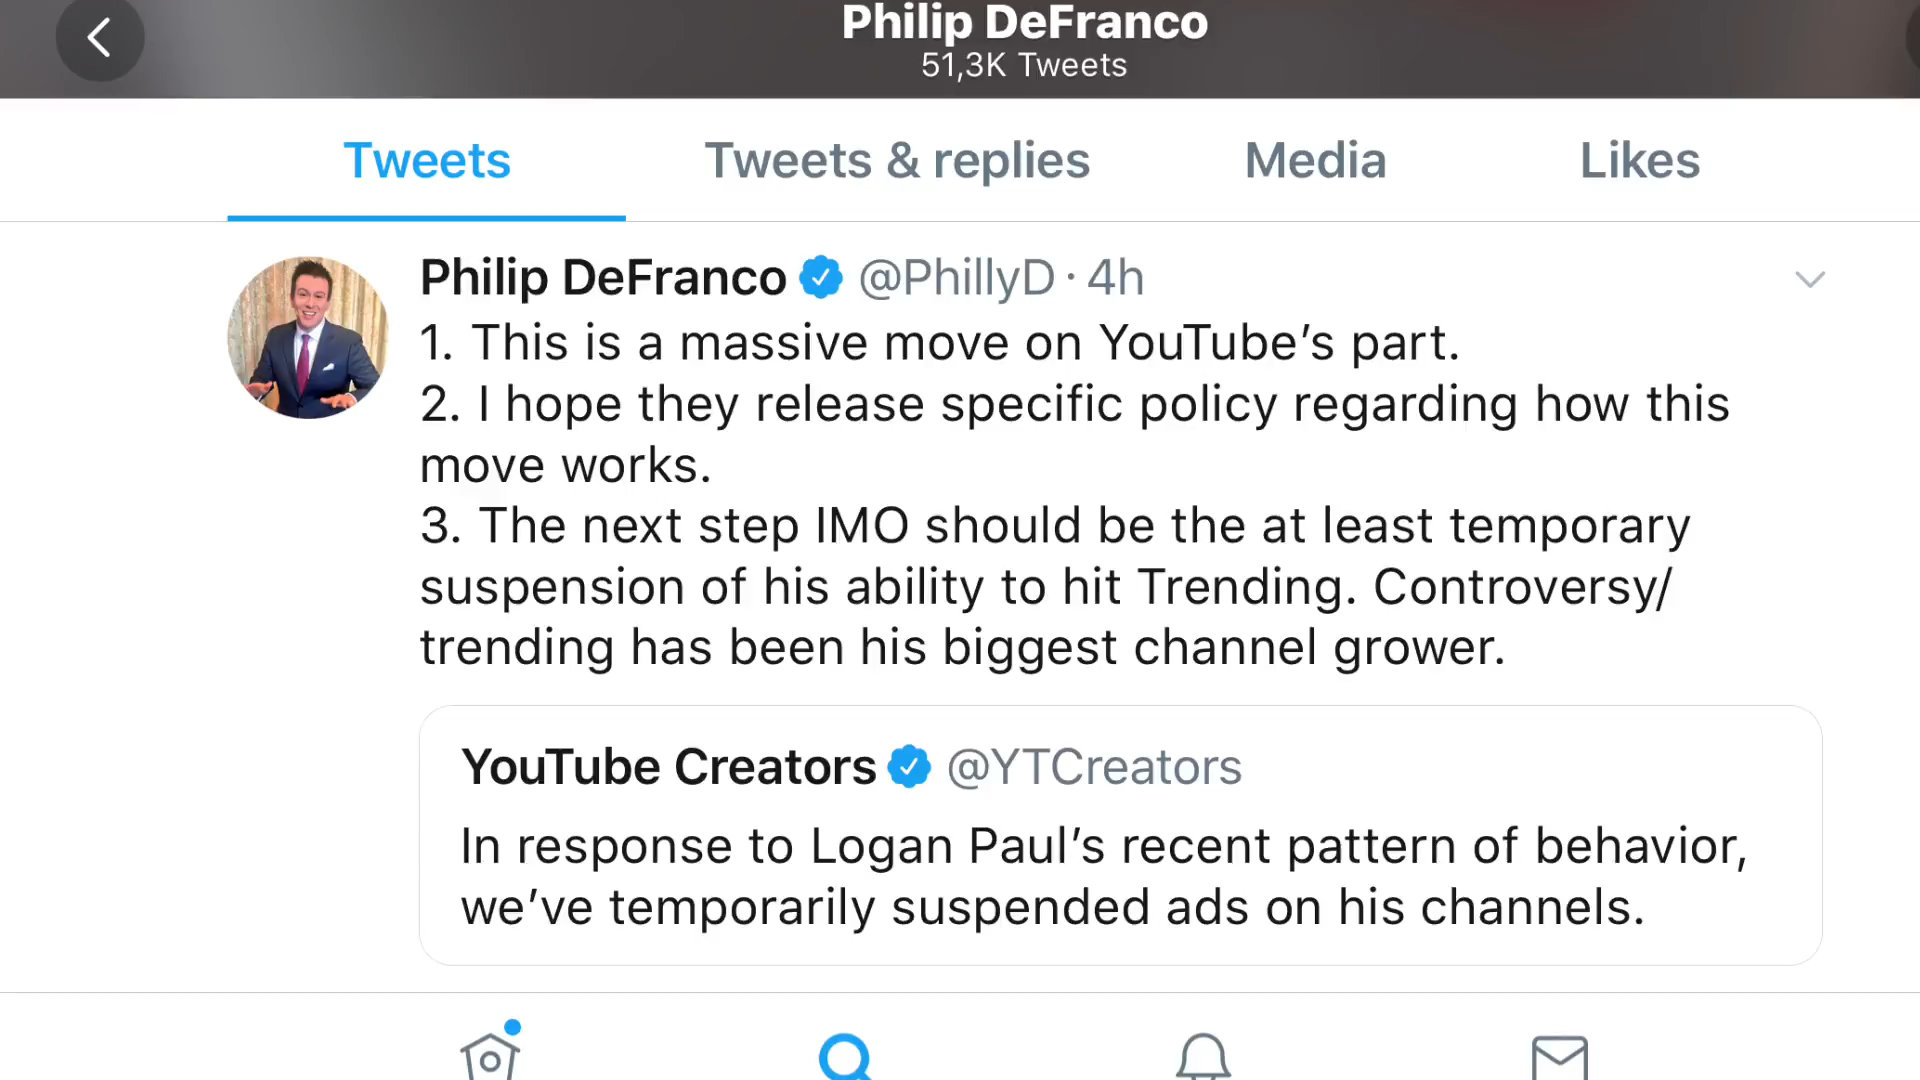 Philip DeFranco
51,3K Tweets
Tweets
Tweets & replies
Media
Likes
Philip DeFranco @PhillyD · 4h
1. This is a massive move on YouTube’s part.
2. I hope they release specific policy regarding how this
move works.
3. The next step IMO should be the at least temporary
suspension of his ability to hit Trending. Controversy/
trending has been his biggest channel grower.
YouTube Creators @YTCreators
In response to Logan Paul’s recent pattern of behavior,
we’ve temporarily suspended ads on his channels.